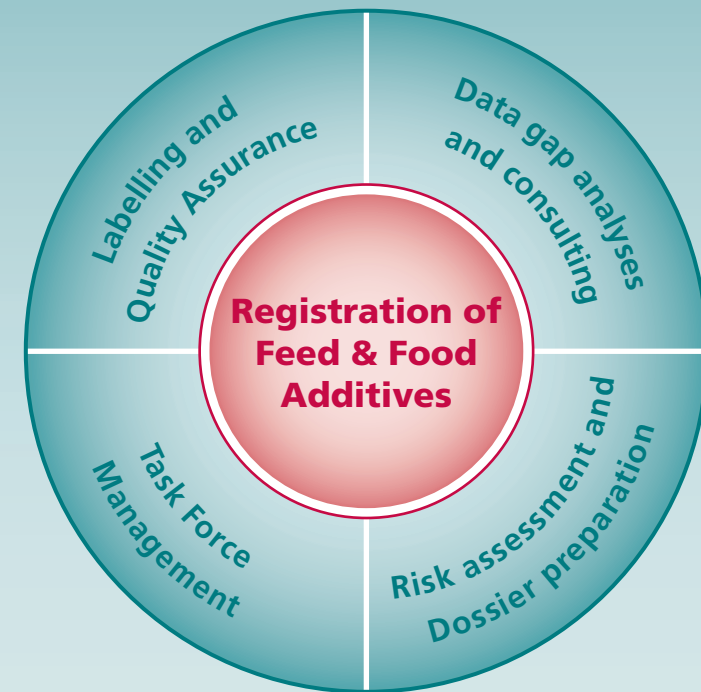 Labelling and
Quality Assurance
Data gap analyses
and consulting
Registration of
Feed & Food
Additives
Task Force
Management
Risk assessment and
Dossier preparation